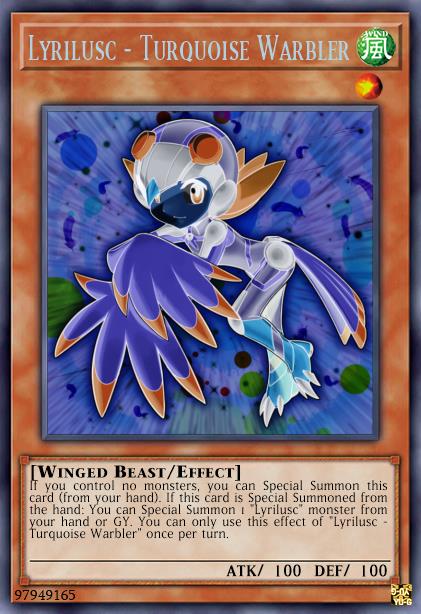 LYRILUSC - TURQUOISE WARBLER
WIND
風
[WINGED BEAST/EFFECT]
If you control no monsters, you can Special Summon this
card (from your hand). If this card is Special Summoned from
the hand: You can Special Summon 1 "Lyrilusc" monster from
your hand or GY. You can only use this effect of "Lyrilusc -
Turquoise Warbler" once per turn.
ATK/ 100 DEF/ 100
97949165